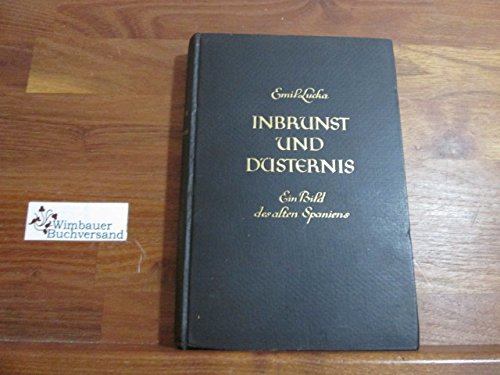 Emil Lucka
INBRUNST
UND
DÜSTERNIS
Ein Bild
des alten Spaniens
Wimbauer
Buchversand